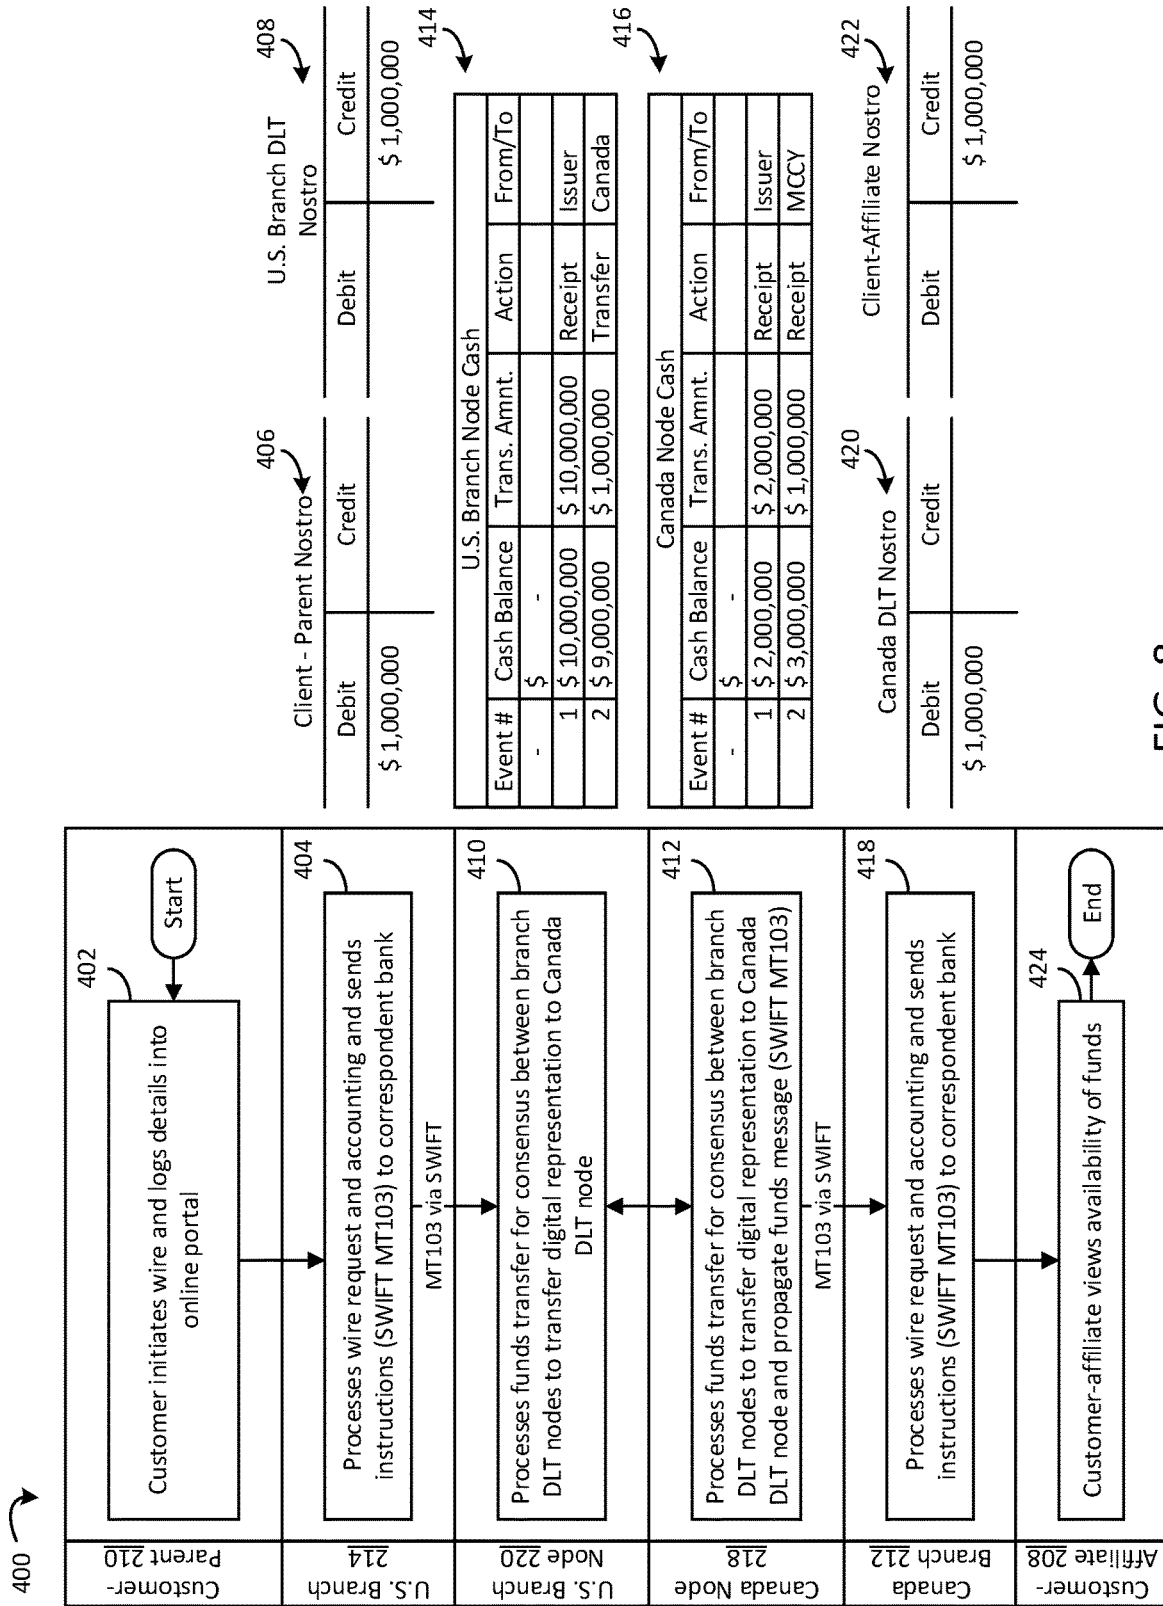 400
Customer-
Parent 210
Start
402
Customer initiates wire and logs details into
online portal
U.S. Branch
214
404
Processes wire request and accounting and sends
instructions (SWIFT MT103) to correspondent bank
MT103 via SWIFT
U.S. Branch
Node 220
410
Processes funds transfer for consensus between branch
DLT nodes to transfer digital representation to Canada
DLT node
Canada Node
218
412
Processes funds transfer for consensus between branch
DLT nodes to transfer digital representation to Canada
DLT node and propagate funds message (SWIFT MT103)
MT103 via SWIFT
Canada
Branch 212
418
Processes wire request and accounting and sends
instructions (SWIFT MT103) to correspondent bank
Customer-
Affiliate 208
424
Customer-affiliate views availability of funds
End
Client - Parent Nostro
406
Debit Credit
$ 1,000,000
U.S. Branch DLT
Nostro
408
Debit Credit
$ 1,000,000
414
U.S. Branch Node Cash
Event # Cash Balance Trans. Amnt. Action From/To
- $ -
1 $ 10,000,000 $ 10,000,000 Receipt Issuer
2 $ 9,000,000 $ 1,000,000 Transfer Canada
416
Canada Node Cash
Event # Cash Balance Trans. Amnt. Action From/To
- $ -
1 $ 2,000,000 $ 2,000,000 Receipt Issuer
2 $ 3,000,000 $ 1,000,000 Receipt MCCY
420
Canada DLT Nostro
Debit Credit
$ 1,000,000
422
Client-Affiliate Nostro
Debit Credit
$ 1,000,000